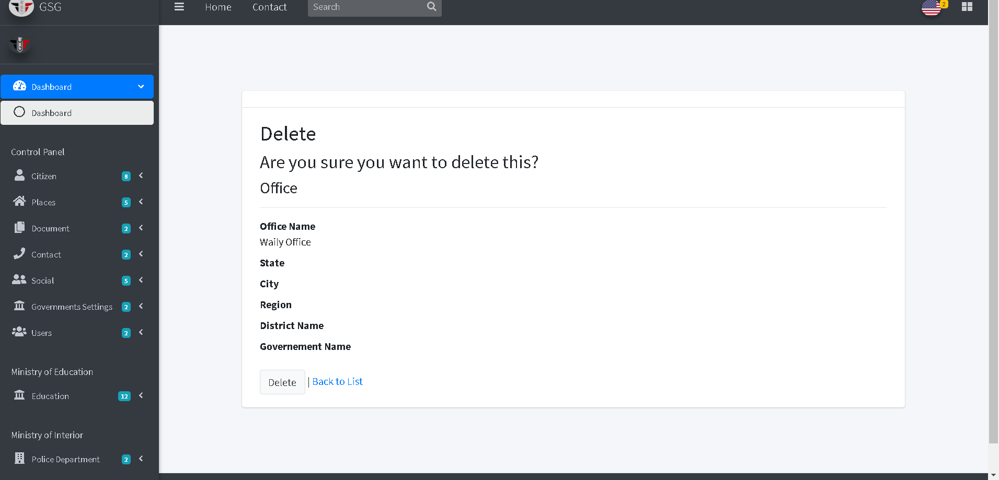 GSG
Home
Contact
Search
2
Dashboard
Dashboard
Control Panel
Citizen 8
Places 5
Document 2
Contact 2
Social 5
Governments Settings 2
Users 2
Ministry of Education
Education 12
Ministry of Interior
Police Department 2
Delete
Are you sure you want to delete this?
Office
Office Name
Waily Office
State
City
Region
District Name
Governement Name
Delete | Back to List